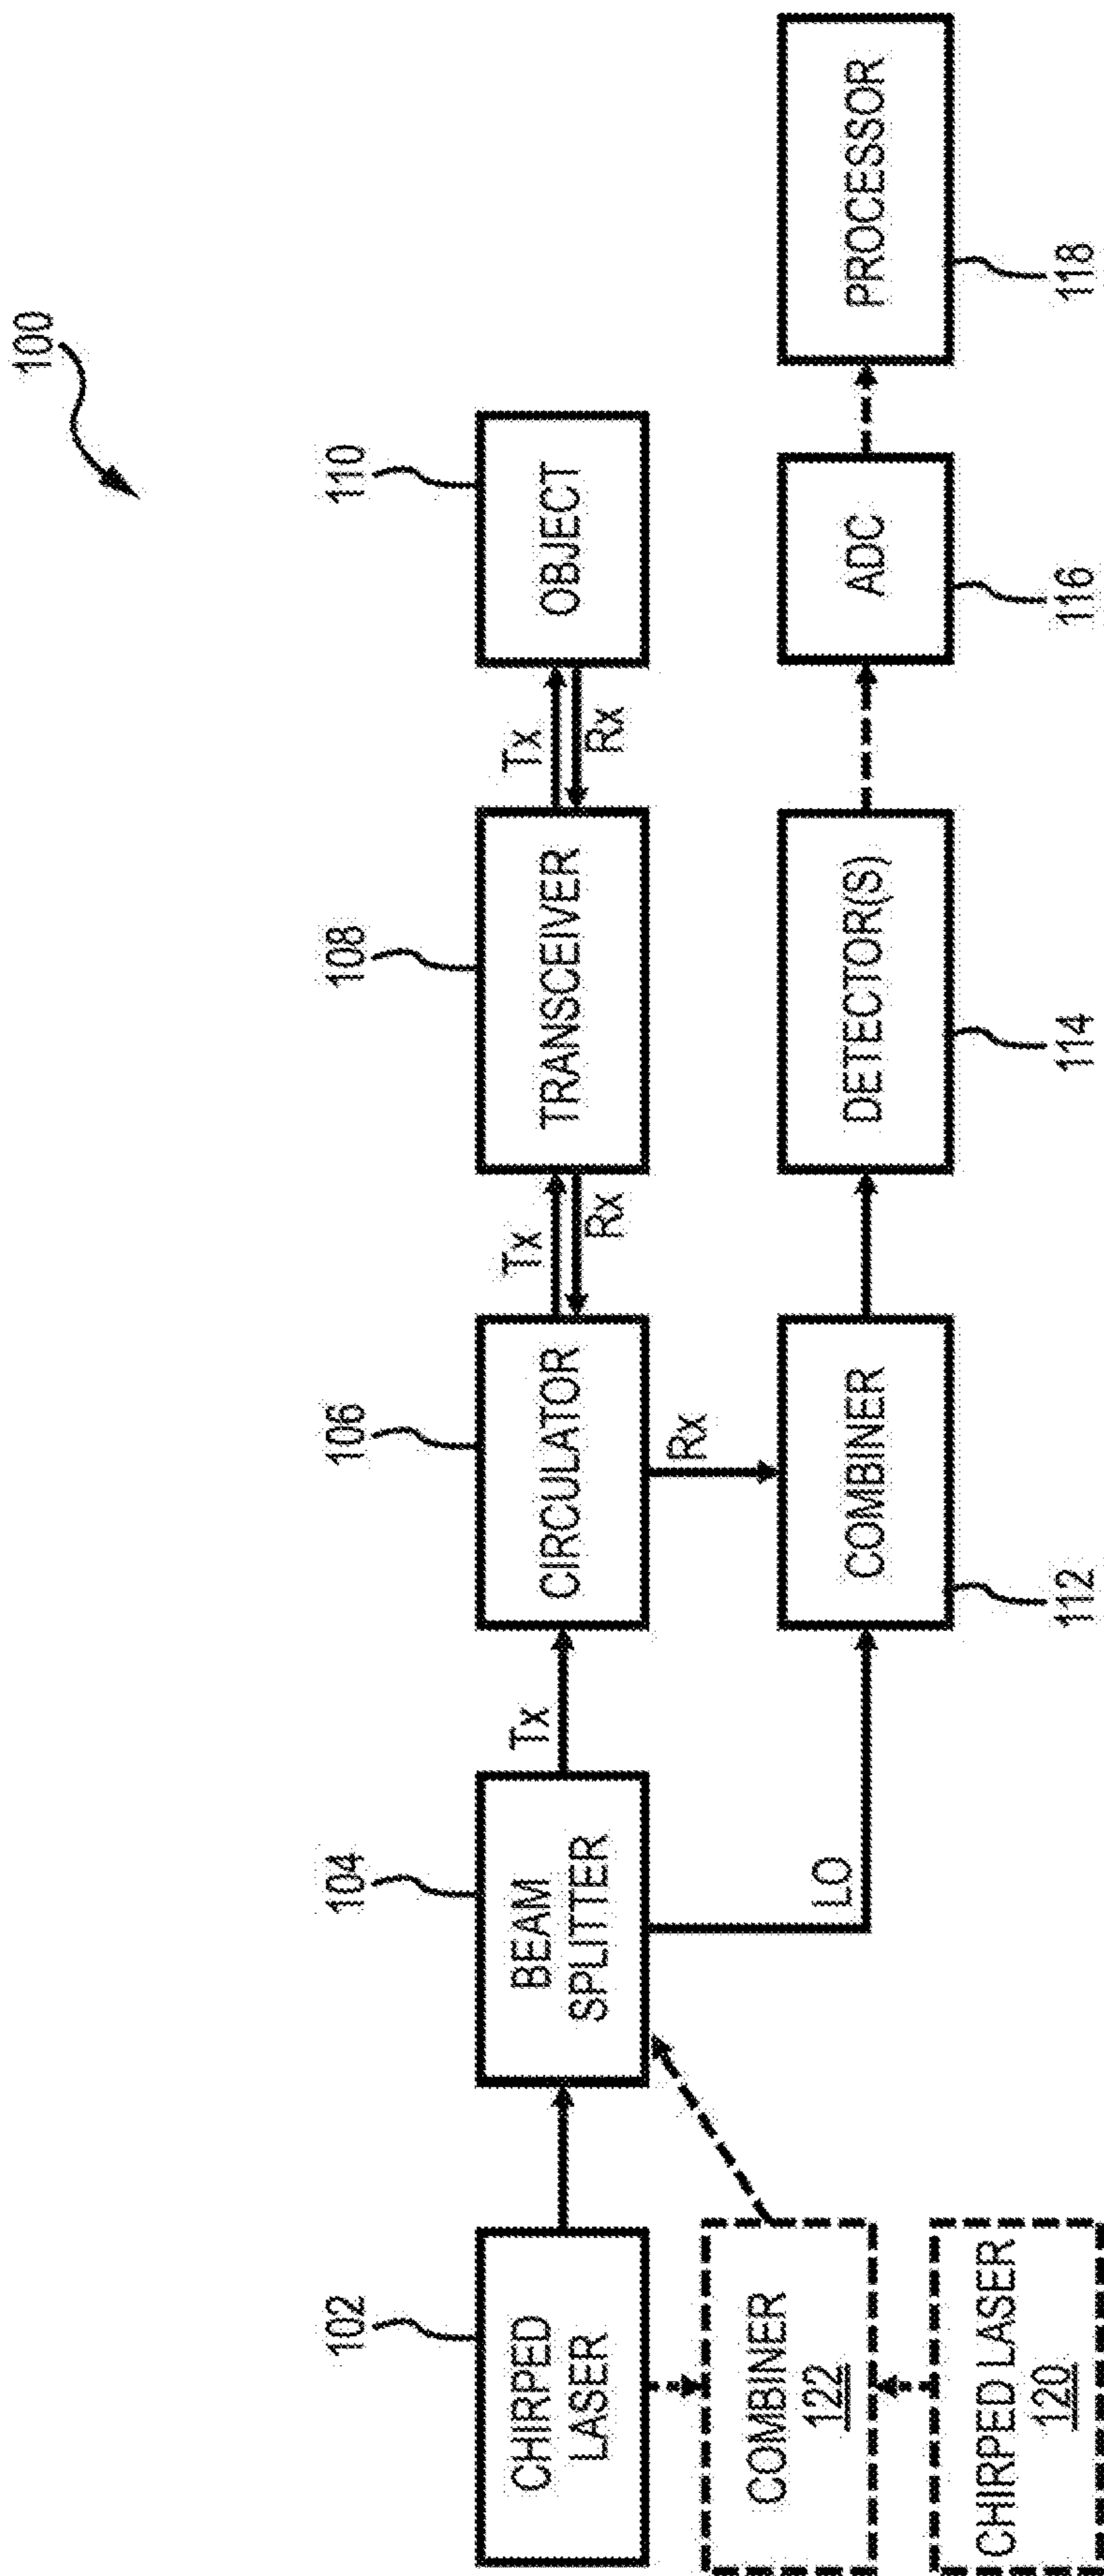 100
102
104
106
108
110
CHIRPED
LASER
BEAM
SPLITTER
Tx
CIRCULATOR
Tx
Rx
TRANSCEIVER
Tx
Rx
OBJECT
LO
Rx
COMBINER
122
COMBINER
DETECTOR(S)
ADC
PROCESSOR
CHIRPED LASER
120
112
114
116
118